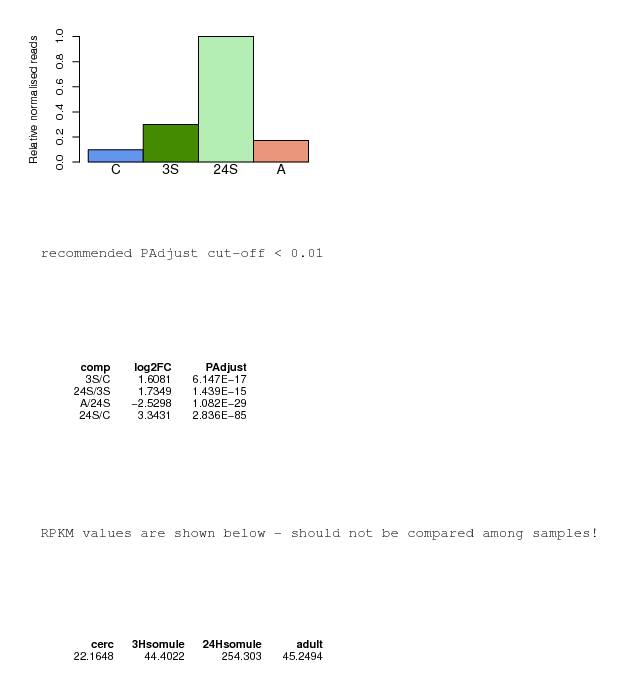 Relative normalised reads
1.0
0.8
0.6
0.4
0.2
0.0
C 3S 24S A
recommended PAdjust cut-off < 0.01
comp log2FC PAdjust
3S/C 1.6081 6.147E-17
24S/3S 1.7349 1.439E-15
A/24S -2.5298 1.082E-29
24S/C 3.3431 2.836E-85
RPKM values are shown below - should not be compared among samples!
cerc 3Hsomule 24Hsomule adult
22.1648 44.4022 254.303 45.2494